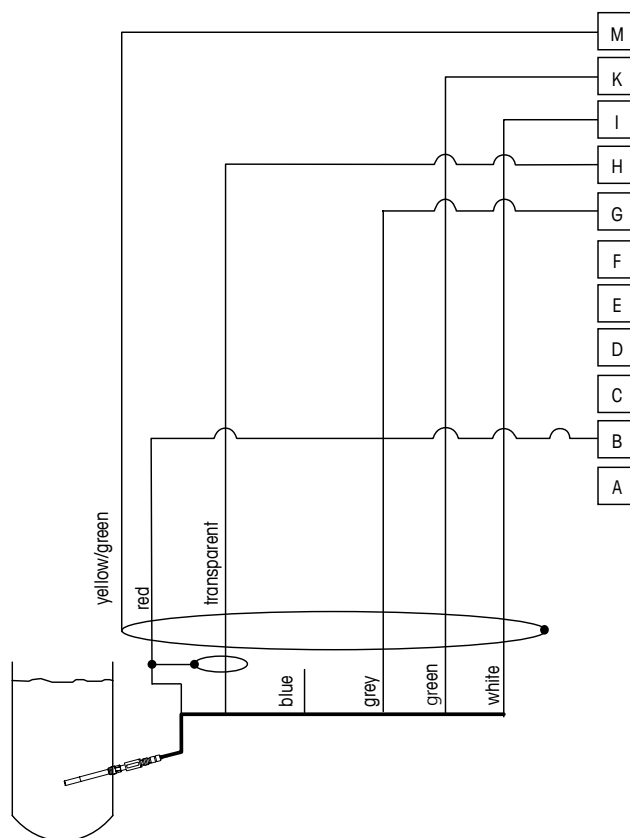 M
K
I
H
G
F
E
D
C
B
A
yellow/green
red
transparent
blue
grey
green
white